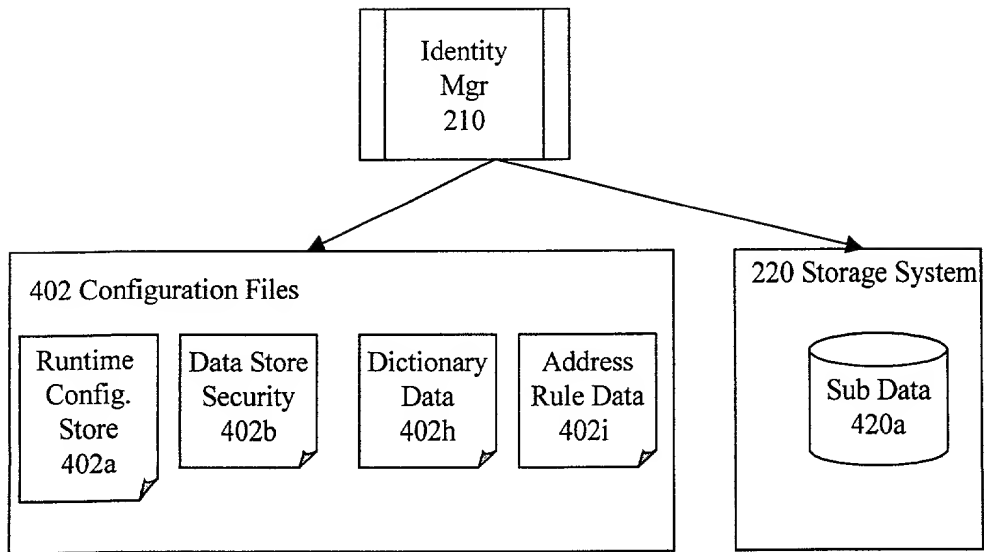 Identity
Mgr
210
402 Configuration Files
220 Storage System
Runtime
Config.
Store
402a
Data Store
Security
402b
Dictionary
Data
402h
Address
Rule Data
402i
Sub Data
420a